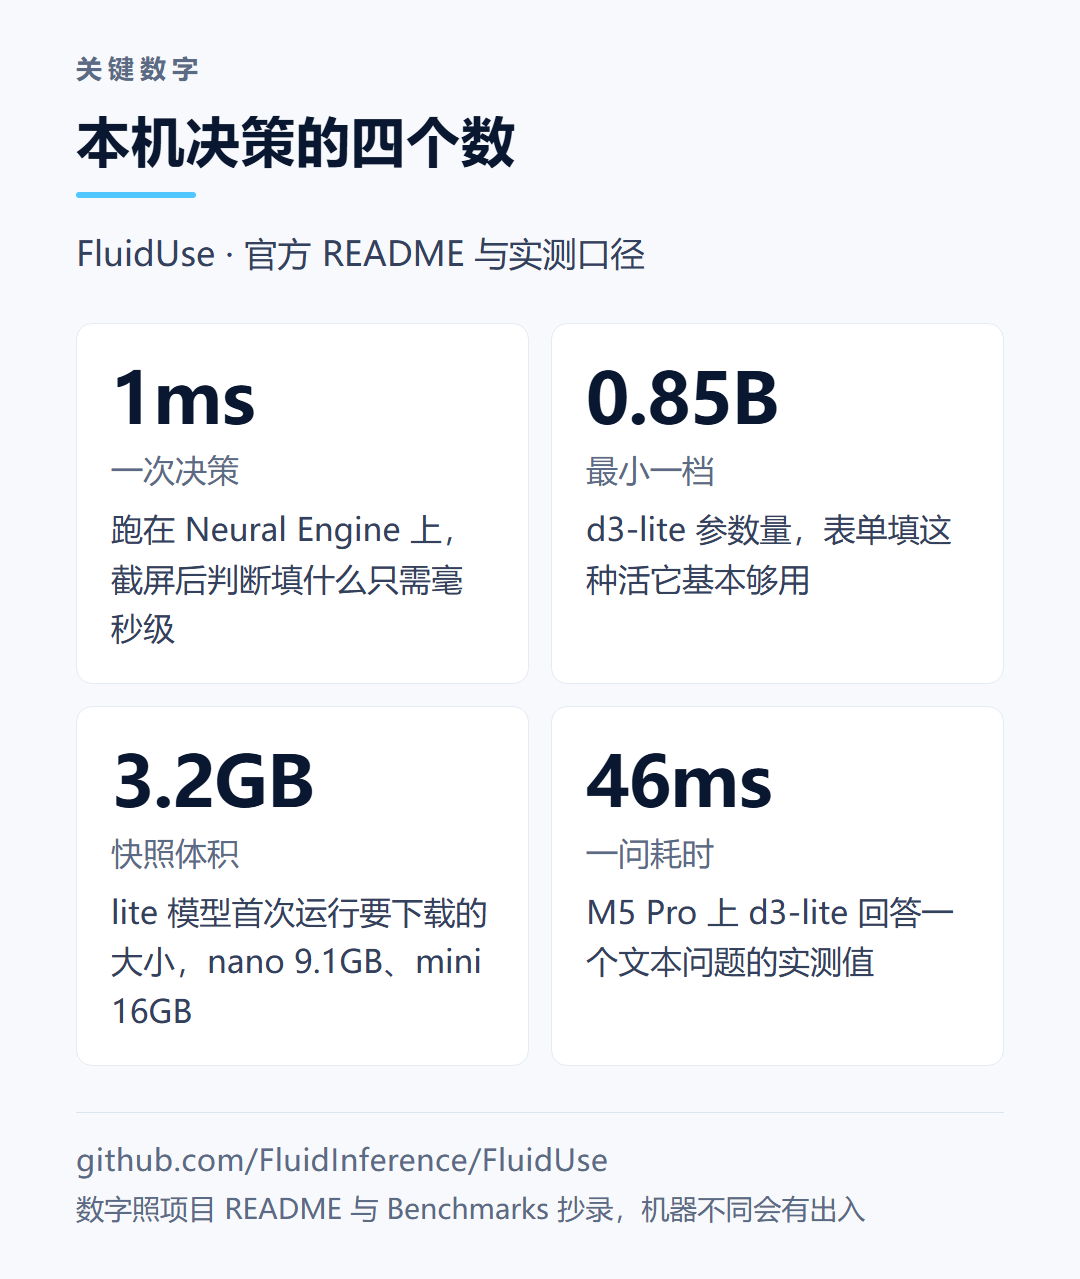 关键数字
本机决策的四个数
FluidUse · 官方 README 与实测口径
1ms
一次决策
跑在 Neural Engine 上，
截屏后判断填什么只需毫
秒级
0.85B
最小一档
d3-lite 参数量，表单填这
种活它基本够用
3.2GB
快照体积
lite 模型首次运行要下载的
大小，nano 9.1GB、mini
16GB
46ms
一问耗时
M5 Pro 上 d3-lite 回答一
个文本问题的实测值
github.com/FluidInference/FluidUse
数字照项目 README 与 Benchmarks 抄录，机器不同会有出入